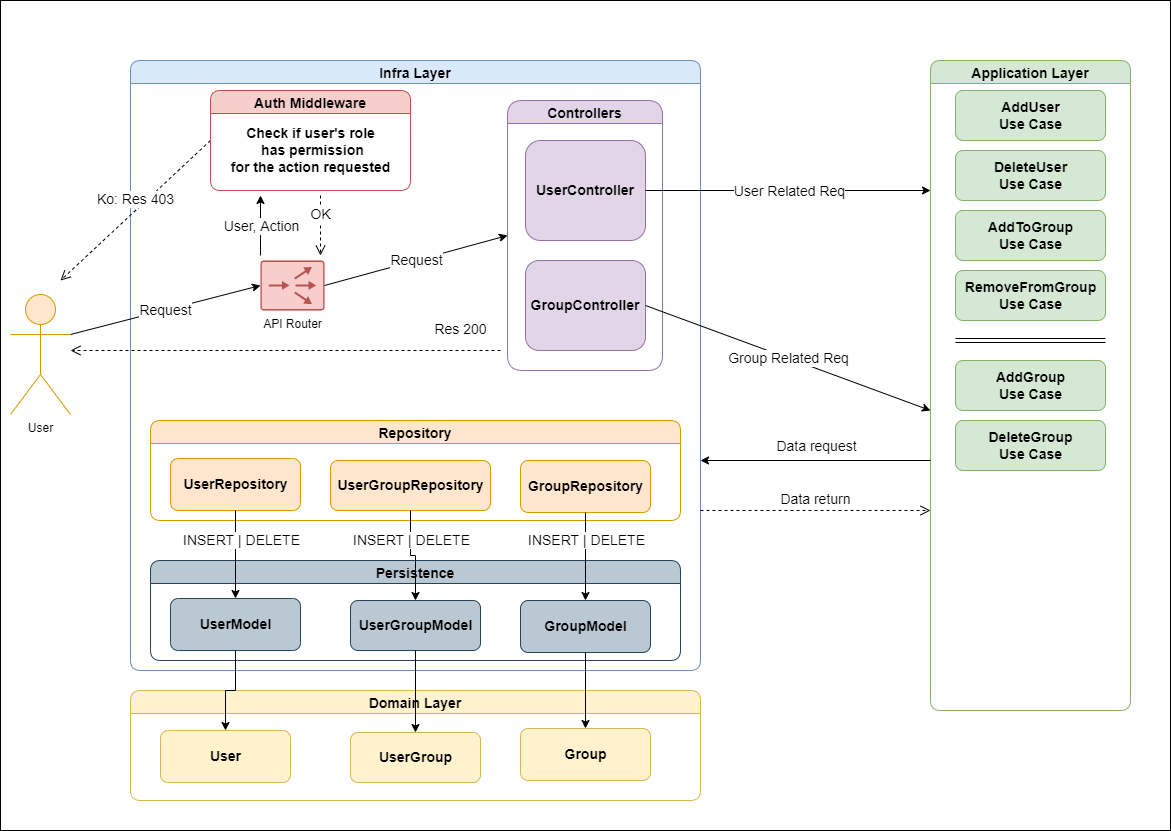 Infra Layer
Auth Middleware
Check if user's role
has permission
for the action requested
Ko: Res 403
User, Action
OK
Request
API Router
Request
User
Controllers
UserController
GroupController
Res 200
User Related Req
Group Related Req
Application Layer
AddUser
Use Case
DeleteUser
Use Case
AddToGroup
Use Case
RemoveFromGroup
Use Case
AddGroup
Use Case
DeleteGroup
Use Case
Data request
Data return
Repository
UserRepository
UserGroupRepository
GroupRepository
INSERT | DELETE
INSERT | DELETE
INSERT | DELETE
Persistence
UserModel
UserGroupModel
GroupModel
Domain Layer
User
UserGroup
Group